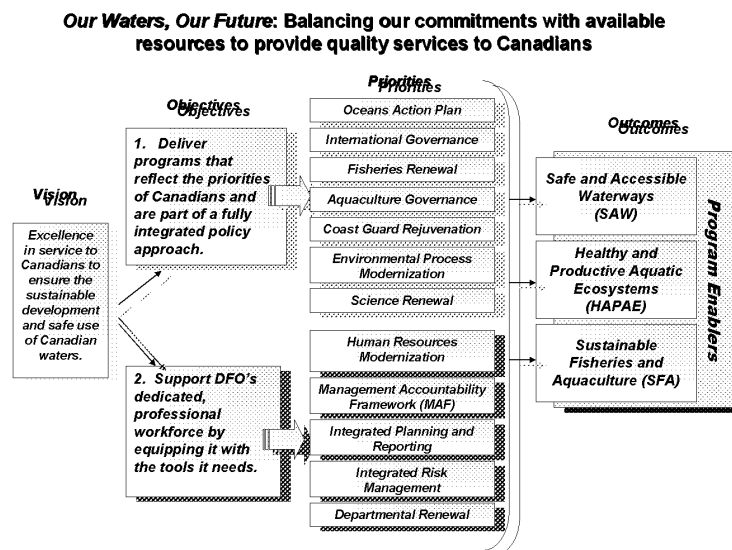 Our Waters, Our Future: Balancing our commitments with available
resources to provide quality services to Canadians
Vision
Excellence
in service to
Canadians to
ensure the
sustainable
development
and safe use
of Canadian
waters.
Objectives
1. Deliver
programs that
reflect the priorities
of Canadians and
are part of a fully
integrated policy
approach.
2. Support DFO's
dedicated,
professional
workforce by
equipping it with
the tools it needs.
Priorities
Oceans Action Plan
International Governance
Fisheries Renewal
Aquaculture Governance
Coast Guard Rejuvenation
Environmental Process
Modernization
Science Renewal
Human Resources
Modernization
Management Accountability
Framework (MAF)
Integrated Planning and
Reporting
Integrated Risk
Management
Departmental Renewal
Outcomes
Safe and Accessible
Waterways
(SAW)
Healthy and
Productive Aquatic
Ecosystems
(HAPAE)
Sustainable
Fisheries and
Aquaculture (SFA)
Program Enablers